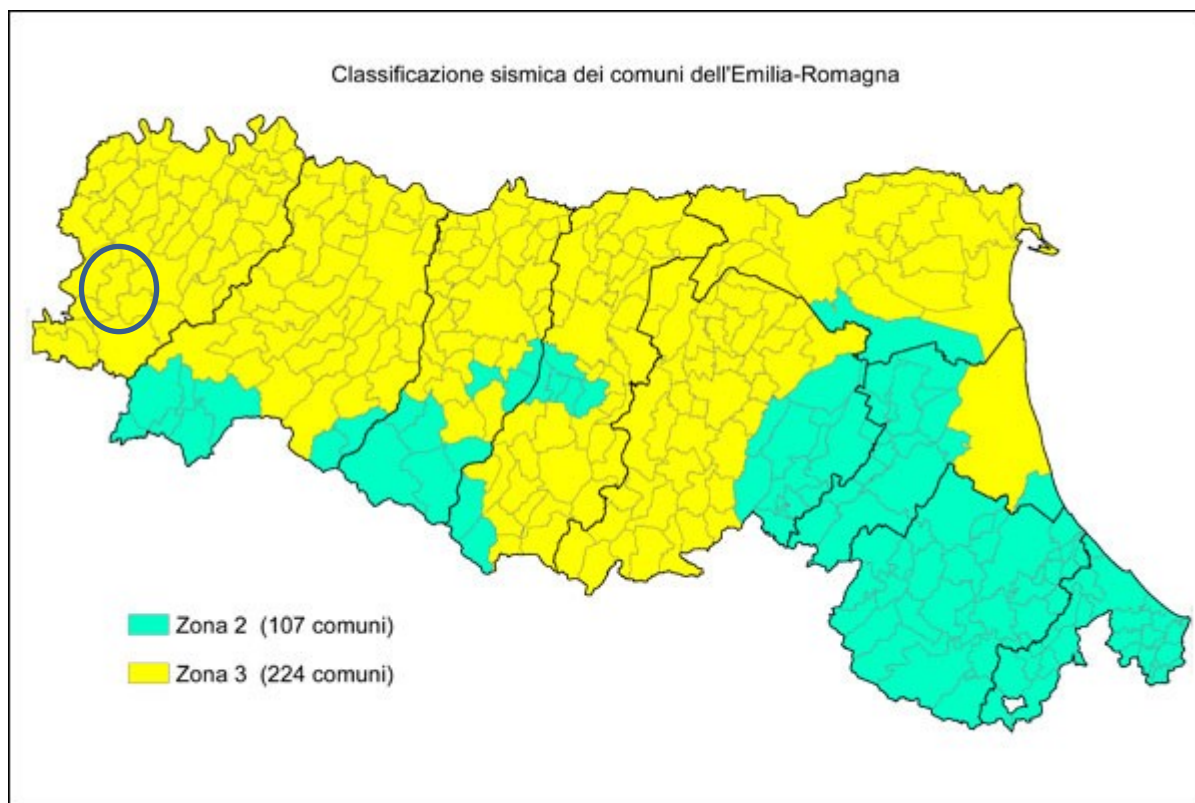 Classificazione sismica dei comuni dell'Emilia-Romagna
Zona 2 (107 comuni)
Zona 3 (224 comuni)